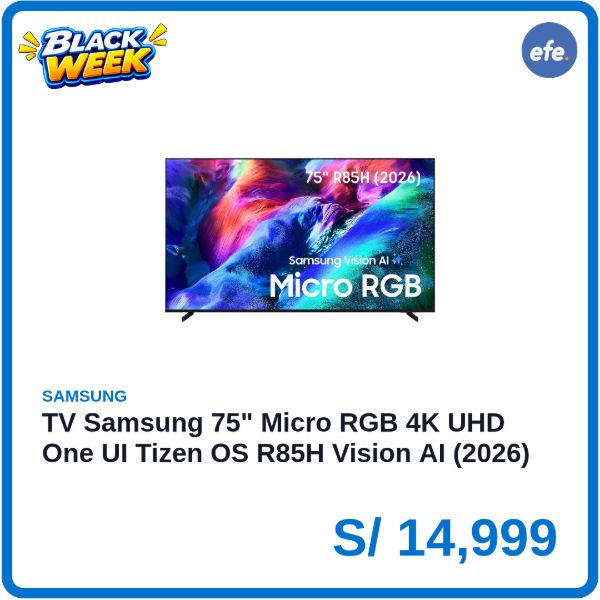 BLACK
WEEK
efe.
75" R85H (2026)
Samsung Vision AI
Micro RGB
SAMSUNG
TV Samsung 75" Micro RGB 4K UHD
One UI Tizen OS R85H Vision AI (2026)
S/ 14,999